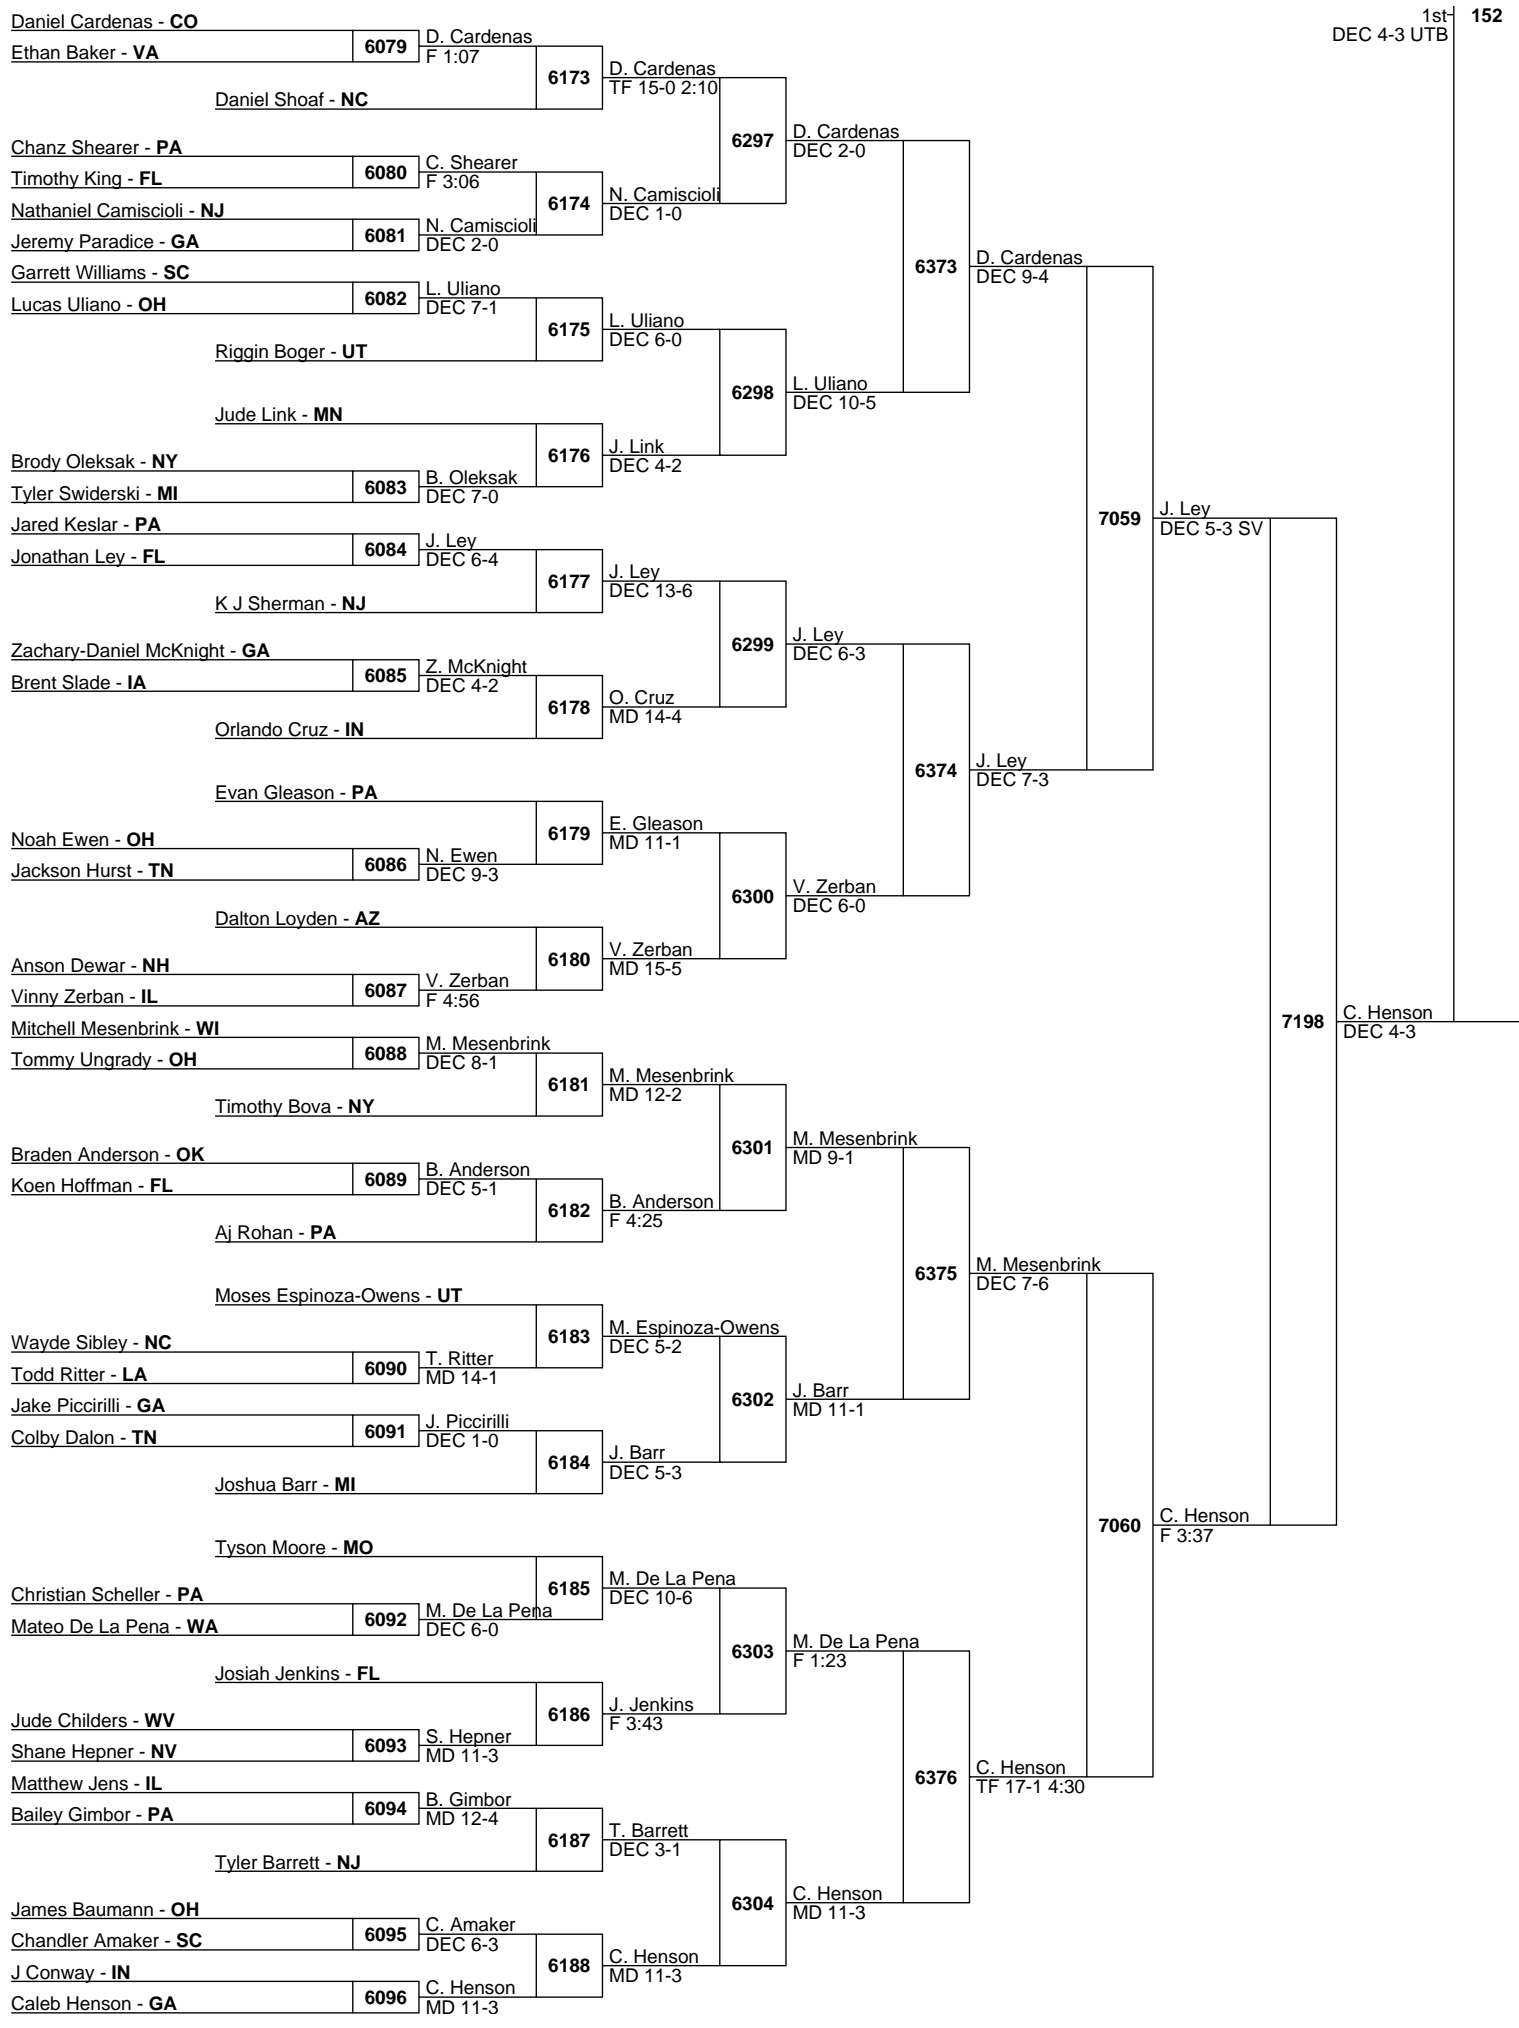 1st
DEC 4-3 UTB
152
Daniel Cardenas - CO
6079
D. Cardenas
Ethan Baker - VA
F 1:07
6173
D. Cardenas
TF 15-0 2:10
Daniel Shoaf - NC
6297
D. Cardenas
DEC 2-0
Chanz Shearer - PA
6080
C. Shearer
Timothy King - FL
F 3:06
6174
N. Camiscioli
DEC 1-0
Nathaniel Camiscioli - NJ
6081
N. Camiscioli
Jeremy Paradice - GA
DEC 2-0
6373
D. Cardenas
DEC 9-4
Garrett Williams - SC
6082
L. Uliano
Lucas Uliano - OH
DEC 7-1
6175
L. Uliano
DEC 6-0
Riggin Boger - UT
6298
L. Uliano
DEC 10-5
Jude Link - MN
6176
J. Link
DEC 4-2
Brody Oleksak - NY
6083
B. Oleksak
Tyler Swiderski - MI
DEC 7-0
7059
J. Ley
DEC 5-3 SV
Jared Keslar - PA
6084
J. Ley
Jonathan Ley - FL
DEC 6-4
6177
J. Ley
DEC 13-6
K J Sherman - NJ
6299
J. Ley
DEC 6-3
Zachary-Daniel McKnight - GA
6085
Z. McKnight
Brent Slade - IA
DEC 4-2
6178
O. Cruz
MD 14-4
Orlando Cruz - IN
6374
J. Ley
DEC 7-3
Evan Gleason - PA
6179
E. Gleason
MD 11-1
Noah Ewen - OH
6086
N. Ewen
Jackson Hurst - TN
DEC 9-3
6300
V. Zerban
DEC 6-0
Dalton Loyden - AZ
6180
V. Zerban
MD 15-5
Anson Dewar - NH
6087
V. Zerban
Vinny Zerban - IL
F 4:56
7198
C. Henson
DEC 4-3
Mitchell Mesenbrink - WI
6088
M. Mesenbrink
Tommy Ungrady - OH
DEC 8-1
6181
M. Mesenbrink
MD 12-2
Timothy Bova - NY
6301
M. Mesenbrink
MD 9-1
Braden Anderson - OK
6089
B. Anderson
Koen Hoffman - FL
DEC 5-1
6182
B. Anderson
F 4:25
Aj Rohan - PA
6375
M. Mesenbrink
DEC 7-6
Moses Espinoza-Owens - UT
6183
M. Espinoza-Owens
DEC 5-2
Wayde Sibley - NC
6090
T. Ritter
Todd Ritter - LA
MD 14-1
6302
J. Barr
MD 11-1
Jake Piccirilli - GA
6091
J. Piccirilli
Colby Dalon - TN
DEC 1-0
6184
J. Barr
DEC 5-3
Joshua Barr - MI
7060
C. Henson
F 3:37
Tyson Moore - MO
6185
M. De La Pena
DEC 10-6
Christian Scheller - PA
6092
M. De La Pena
Mateo De La Pena - WA
DEC 6-0
6303
M. De La Pena
F 1:23
Josiah Jenkins - FL
6186
J. Jenkins
F 3:43
Jude Childers - WV
6093
S. Hepner
Shane Hepner - NV
MD 11-3
6376
C. Henson
TF 17-1 4:30
Matthew Jens - IL
6094
B. Gimbor
Bailey Gimbor - PA
MD 12-4
6187
T. Barrett
DEC 3-1
Tyler Barrett - NJ
6304
C. Henson
MD 11-3
James Baumann - OH
6095
C. Amaker
Chandler Amaker - SC
DEC 6-3
6188
C. Henson
MD 11-3
J Conway - IN
6096
C. Henson
Caleb Henson - GA
MD 11-3